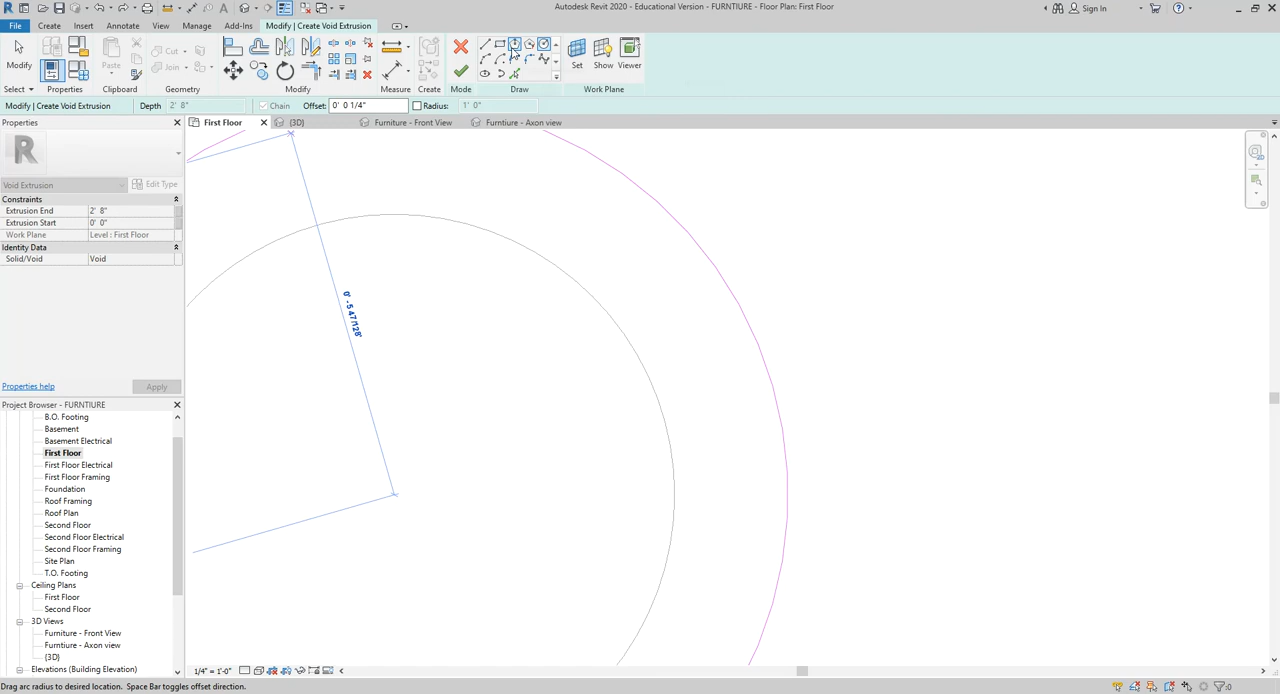 Autodesk Revit 2020 - Educational Version - FURNTIURE - Floor Plan: First Floor
Sign In
File Create Insert Annotate View Manage Add-Ins Modify | Create Void Extrusion
Modify
Paste
Cut
Join
Set Show Viewer
Select Properties Clipboard Geometry Modify Measure Create Mode Draw Work Plane
Modify | Create Void Extrusion Depth 2' 8" Chain Offset: 0' 0 1/4" Radius: 1' 0"
Properties
First Floor {3D} Furniture - Front View Furntiure - Axon view
Void Extrusion Edit Type
Constraints
Extrusion End 2' 8"
Extrusion Start 0' 0"
Work Plane Level : First Floor
Identity Data
Solid/Void Void
0' - 5 47/128"
Properties help Apply
Project Browser - FURNTIURE
B.O. Footing
Basement
Basement Electrical
First Floor
First Floor Electrical
First Floor Framing
Foundation
Roof Framing
Roof Plan
Second Floor
Second Floor Electrical
Second Floor Framing
Site Plan
T.O. Footing
Ceiling Plans
First Floor
Second Floor
3D Views
Furniture - Front View
Furntiure - Axon view
{3D}
Elevations (Building Elevation)
1/4" = 1'-0"
Drag arc radius to desired location. Space Bar toggles offset direction.
:0